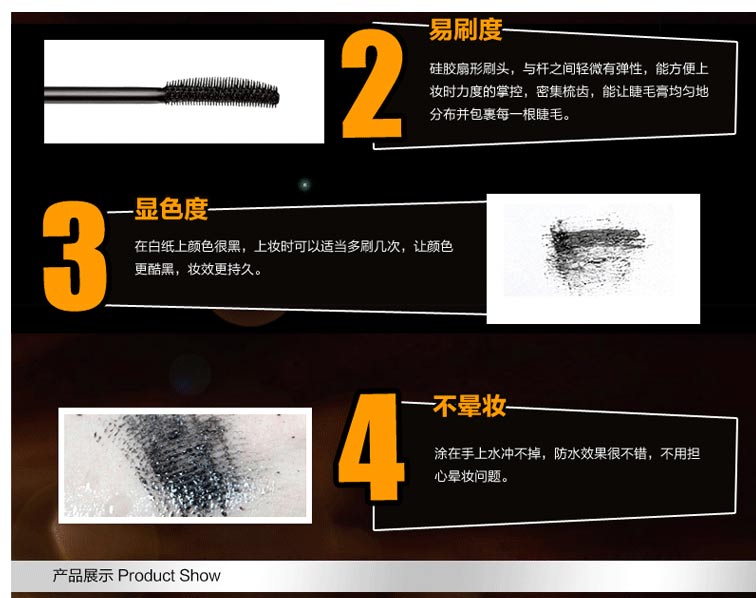 2
易刷度
硅胶扇形刷头，与杆之间轻微有弹性，能方便上
妆时力度的掌控，密集梳齿，能让睫毛膏均匀地
分布并包裹每一根睫毛。
3
显色度
在白纸上颜色很黑，上妆时可以适当多刷几次，让颜色
更酷黑，妆效更持久。
4
不晕妆
涂在手上水冲不掉，防水效果很不错，不用担
心晕妆问题。
产品展示 Product Show